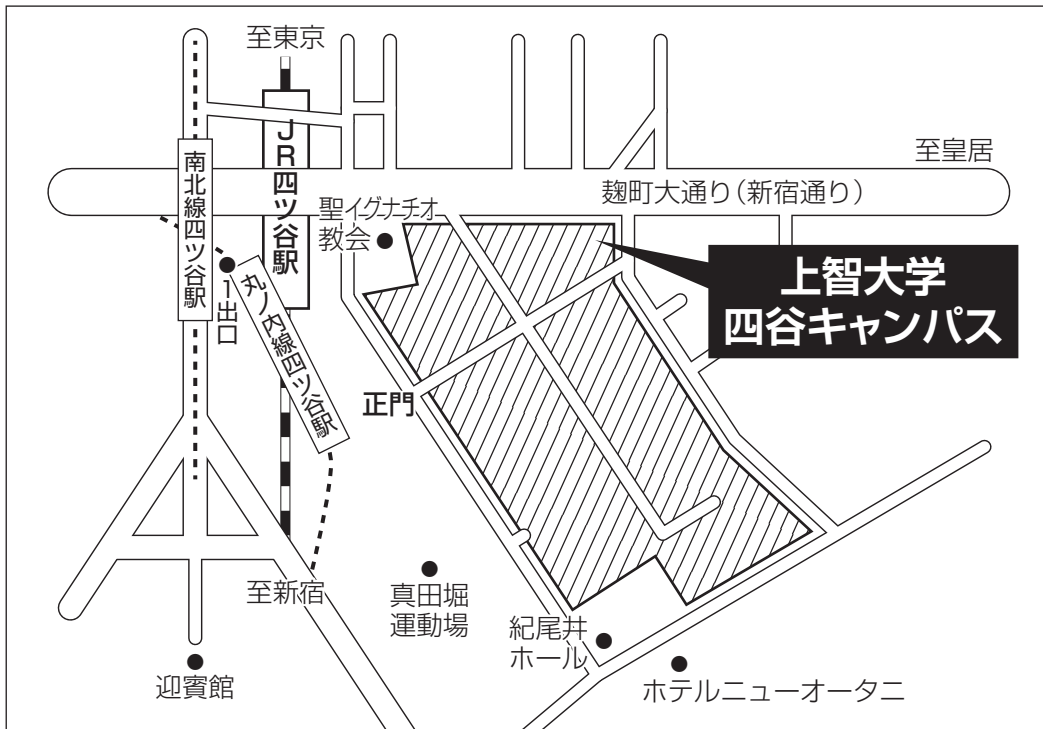 至東京
JR四ツ谷駅
南北線四ツ谷駅
至皇居
麹町大通り（新宿通り）
聖イグナチオ
教会
上智大学
四谷キャンパス
1出口
丸ノ内線四ツ谷駅
正門
至新宿
真田堀
運動場
紀尾井
ホール
迎賓館
ホテルニューオータニ